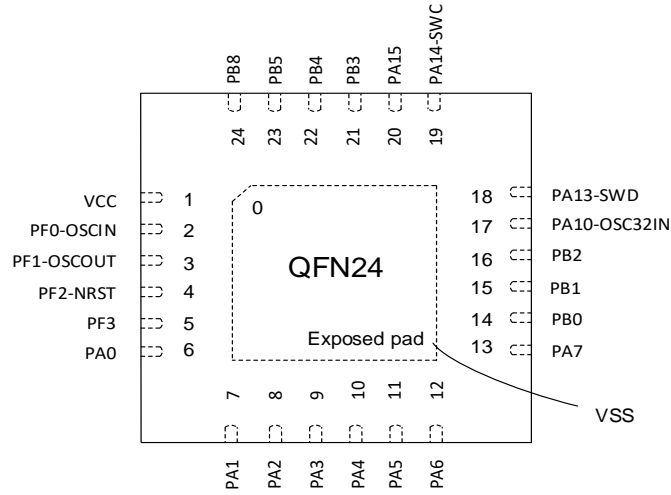 PB8
PB5
PB4
PB3
PA15
PA14-SWC
24
23
22
21
20
19
VCC 1
PF0-OSCIN 2
PF1-OSCOUT 3
PF2-NRST 4
PF3 5
PA0 6
0
QFN24
Exposed pad
18 PA13-SWD
17 PA10-OSC32IN
16 PB2
15 PB1
14 PB0
13 PA7
VSS
7
8
9
10
11
12
PA1
PA2
PA3
PA4
PA5
PA6